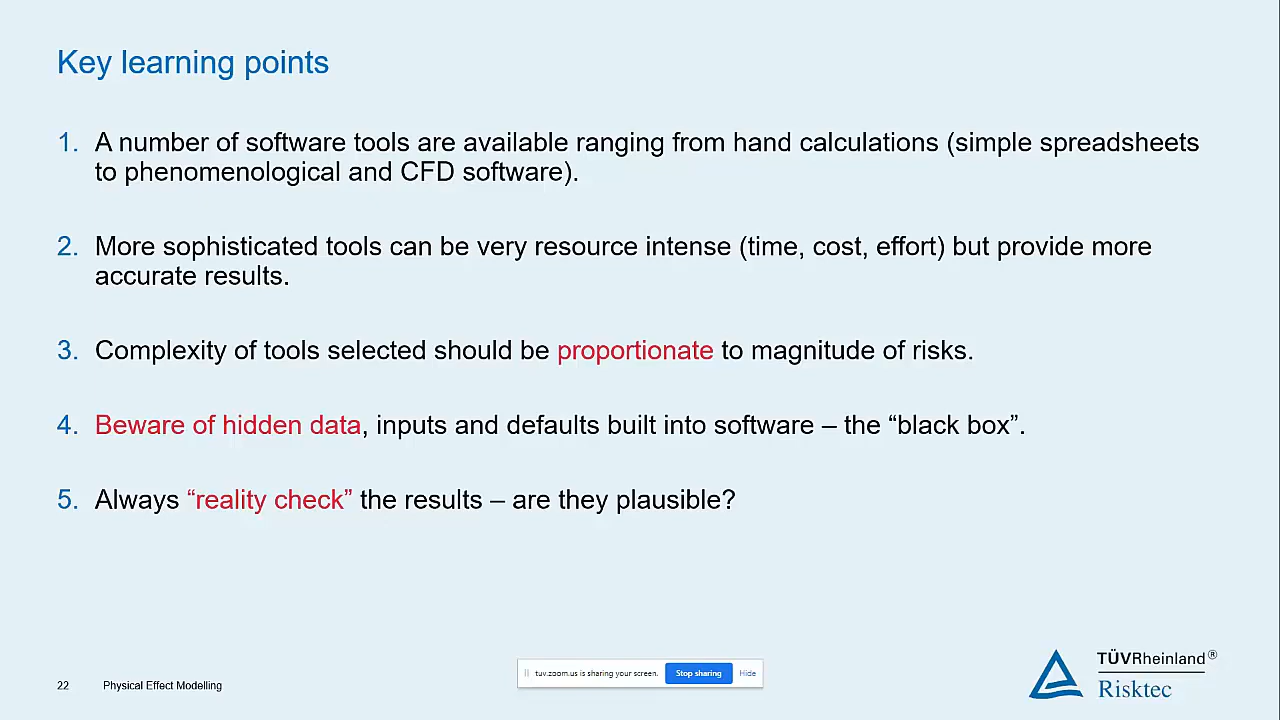 Key learning points
1. A number of software tools are available ranging from hand calculations (simple spreadsheets
to phenomenological and CFD software).
2. More sophisticated tools can be very resource intense (time, cost, effort) but provide more
accurate results.
3. Complexity of tools selected should be proportionate to magnitude of risks.
4. Beware of hidden data, inputs and defaults built into software – the “black box”.
5. Always “reality check” the results – are they plausible?
22 Physical Effect Modelling
tuv.zoom.us is sharing your screen. Stop sharing Hide
TÜVRheinland®
Risktec